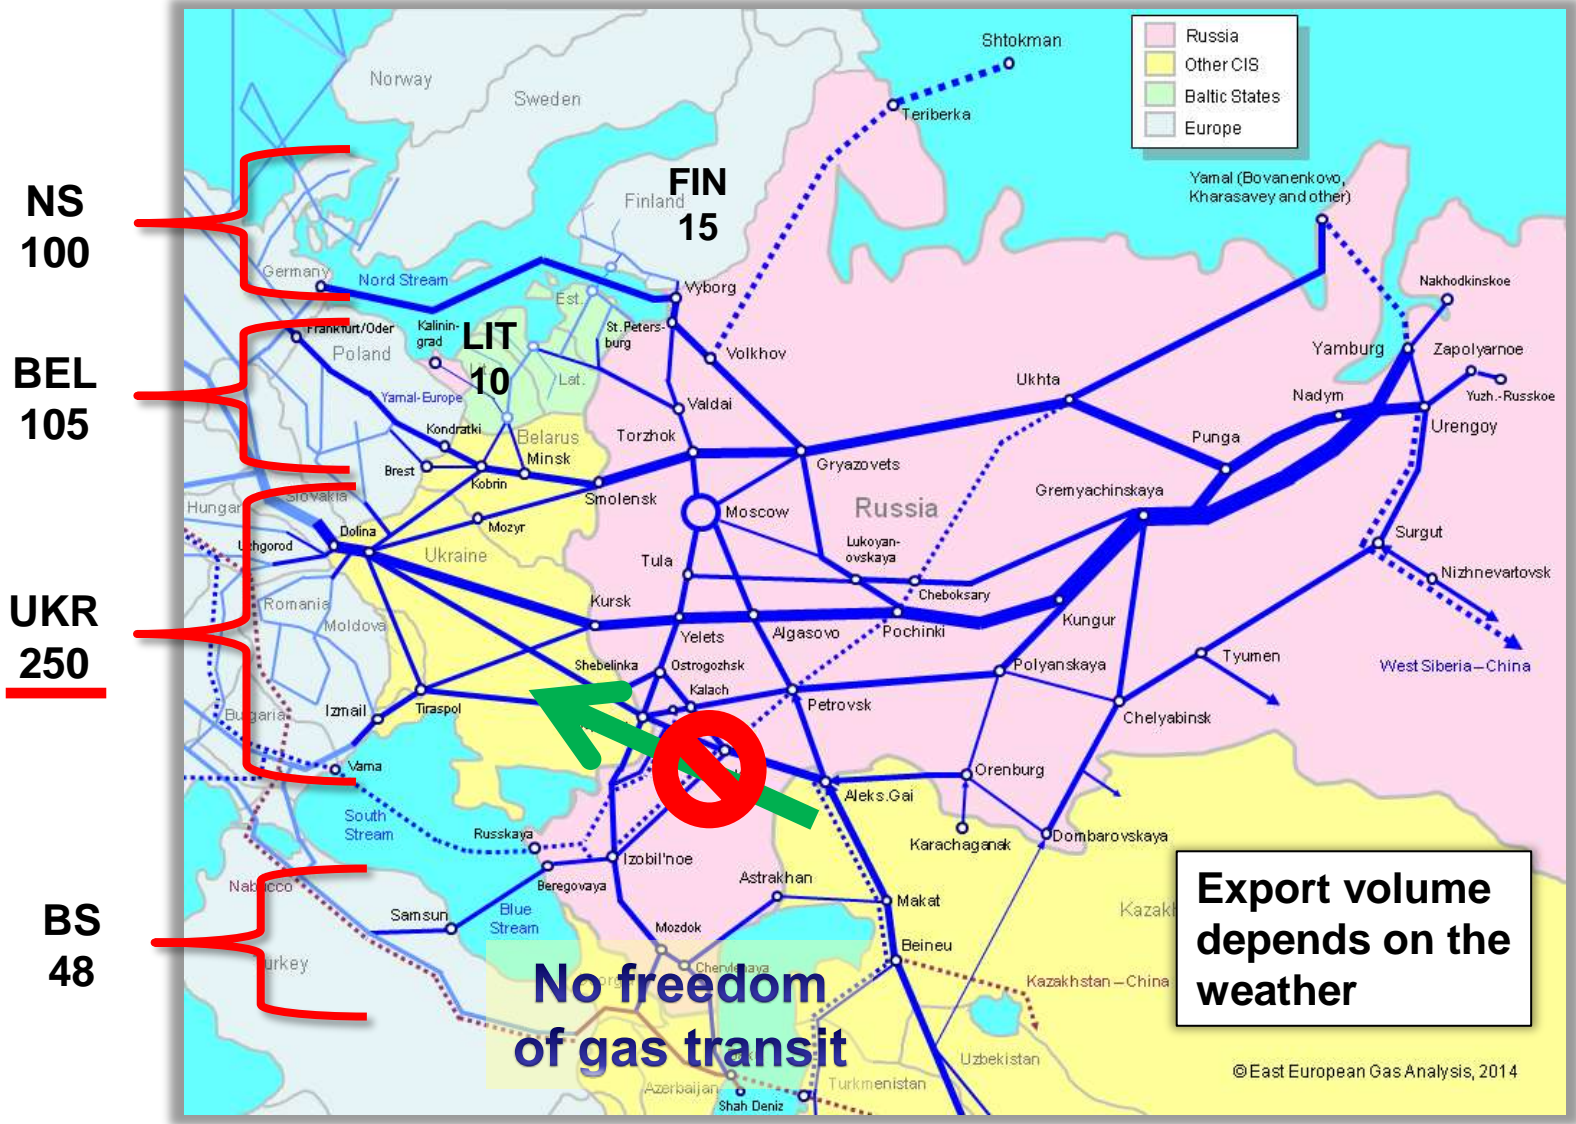 Shtokman
Russia
Other CIS
Baltic States
Europe
Norway
Sweden
Teriberka
NS
100
FIN
15
Finland
Yamal (Bovanenkovo,
Kharasavey and other)
Germany
Nord Stream
Vyborg
Est.
Nakhodkinskoe
BEL
105
Frankfurt/Oder
Kalinin-
grad
LIT
10
St.Peters-
burg
Poland
Lat.
Volkhov
Yamburg
Zapolyarnoe
Yamal-Europe
Valdai
Ukhta
Nadym
Yuzh.-Russkoe
Kondratki
Belarus
Torzhok
Punga
Urengoy
Brest
Minsk
Kobrin
Gryazovets
Smolensk
Gremyachinskaya
Slovakia
Hungar
Mozyr
Moscow
Russia
Dolina
Uzhgorod
Ukraine
Lukoyan-
ovskaya
Surgut
Tula
Cheboksary
Nizhnevartovsk
UKR
250
Romania
Moldova
Kursk
Yelets
Algasovo
Pochinki
Kungur
Shebelinka
Ostrogozhsk
Polyanskaya
Tyumen
West Siberia–China
Kalach
Bulgaria
Izmail
Tiraspol
Petrovsk
Chelyabinsk
Varna
Orenburg
Aleks.Gai
South
Stream
Russkaya
Karachaganak
Dombarovskaya
Izobil'noe
Beregovaya
Astrakhan
Nabucco
BS
48
Samsun
Blue
Stream
Makat
Kazakh
Export volume
depends on the
weather
Mozdok
Beineu
urkey
Chervlenaya
Kazakhstan–China
No freedom
of gas transit
Uzbekistan
Azerbaijan
Turkmenistan
Shah Deniz
©East European Gas Analysis, 2014